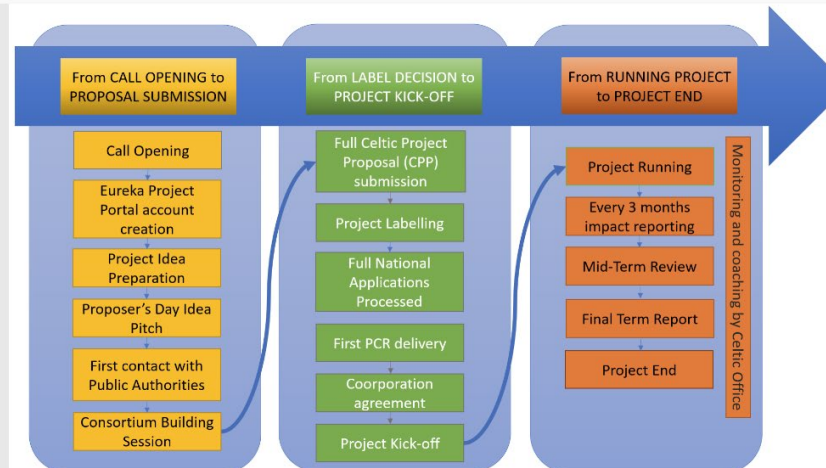 From CALL OPENING to
PROPOSAL SUBMISSION
Call Opening
Eureka Project
Portal account
creation
Project Idea
Preparation
Proposer's Day Idea
Pitch
First contact with
Public Authorities
Consortium Building
Session
From LABEL DECISION to
PROJECT KICK-OFF
Full Celtic Project
Proposal (CPP)
submission
Project Labelling
Full National
Applications
Processed
First PCR delivery
Coorporation
agreement
Project Kick-off
From RUNNING PROJECT
to PROJECT END
Project Running
Every 3 months
impact reporting
Mid-Term Review
Final Term Report
Project End
Monitoring and coaching by Celtic Office